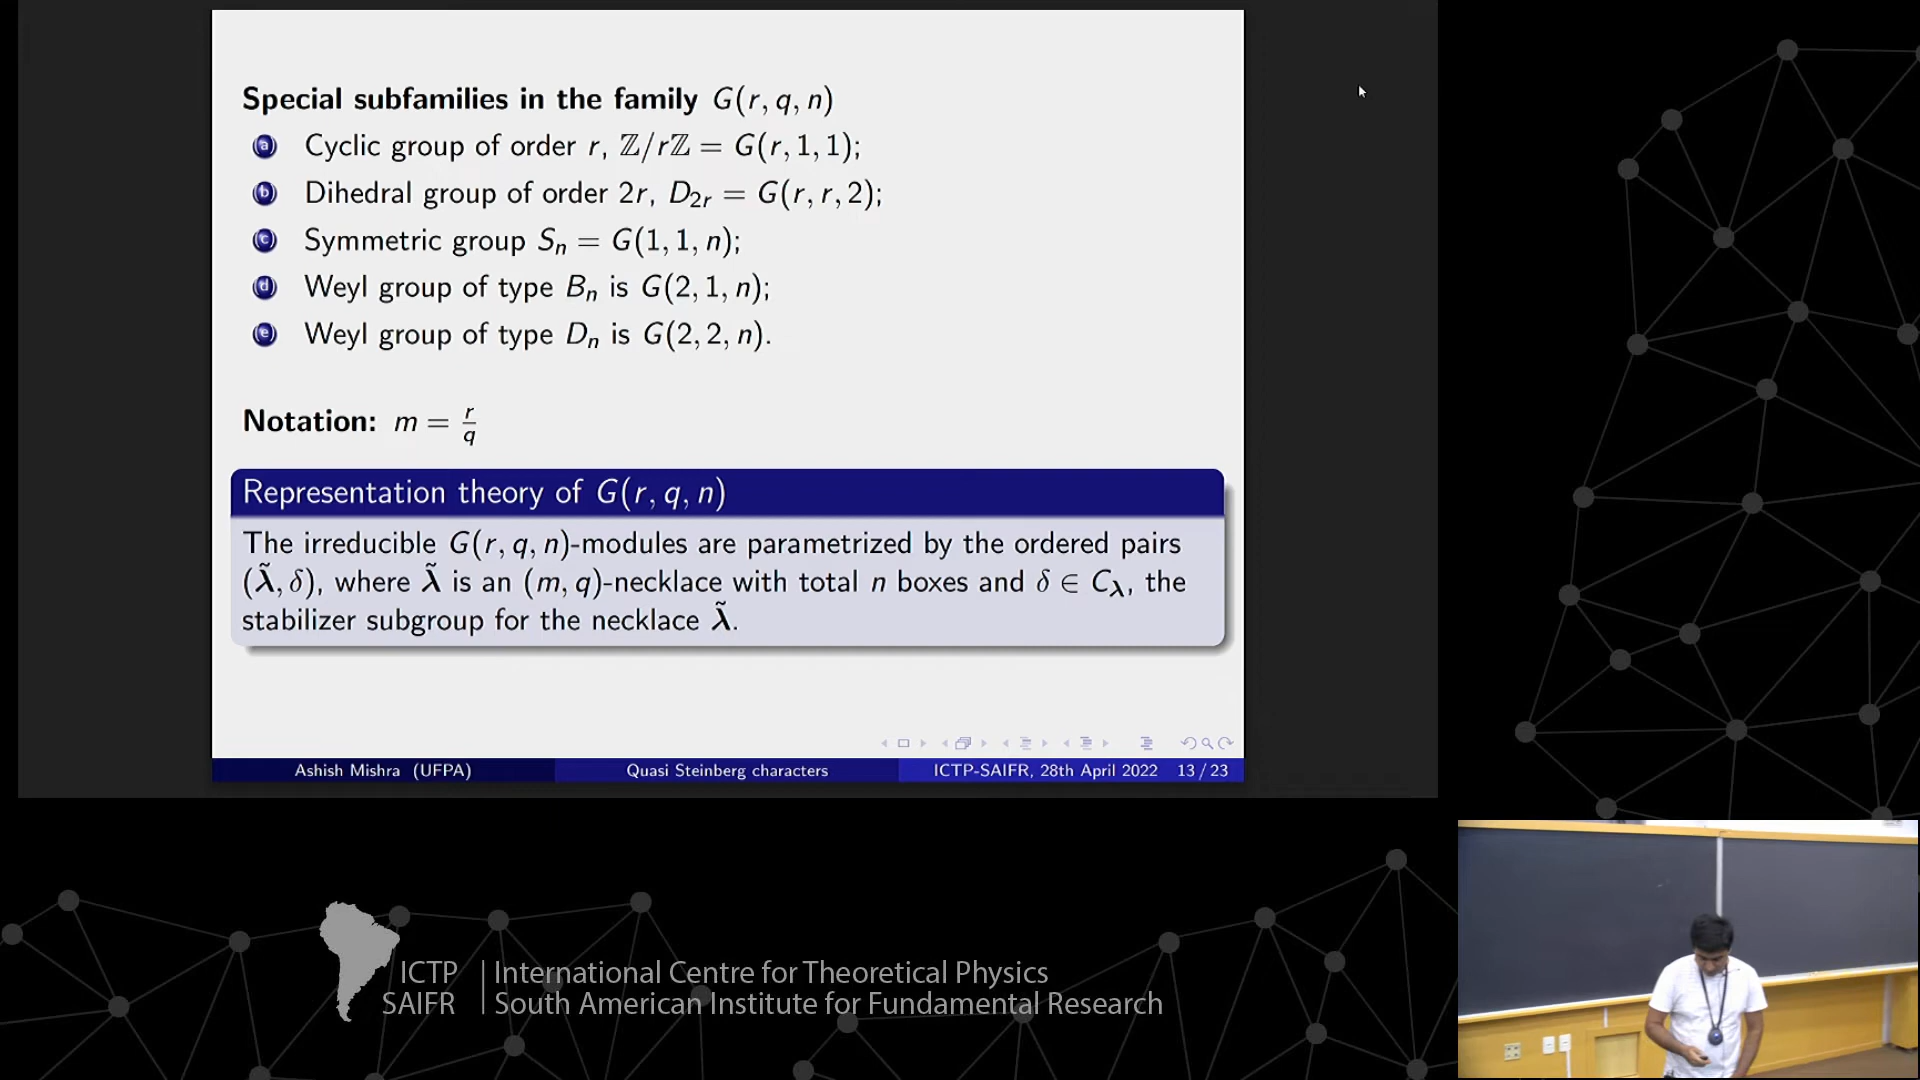 Special subfamilies in the family G(r, q, n)
a Cyclic group of order r, ℤ/rℤ = G(r, 1, 1);
b Dihedral group of order 2r, D₂ᵣ = G(r, r, 2);
c Symmetric group Sₙ = G(1, 1, n);
d Weyl group of type Bₙ is G(2, 1, n);
e Weyl group of type Dₙ is G(2, 2, n).
Notation: m = r/q
Representation theory of G(r, q, n)
The irreducible G(r, q, n)-modules are parametrized by the ordered pairs
(λ̃, δ), where λ̃ is an (m, q)-necklace with total n boxes and δ ∈ C_λ, the
stabilizer subgroup for the necklace λ̃.
Ashish Mishra (UFPA) Quasi Steinberg characters ICTP-SAIFR, 28th April 2022 13 / 23
ICTP | International Centre for Theoretical Physics
SAIFR | South American Institute for Fundamental Research